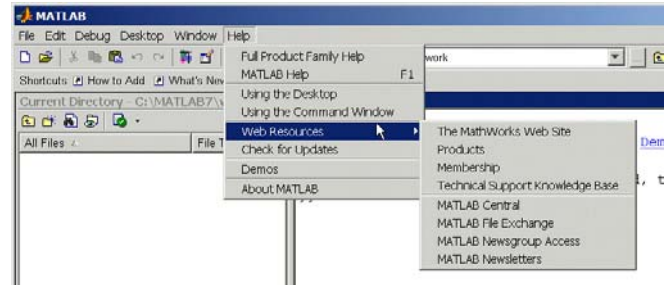 MATLAB
File Edit Debug Desktop Window Help
work
Shortcuts How to Add What's New
Current Directory - C:\MATLAB7\
All Files
File T
Full Product Family Help
MATLAB Help F1
Using the Desktop
Using the Command Window
Web Resources
Check for Updates
Demos
About MATLAB
The MathWorks Web Site
Products
Membership
Technical Support Knowledge Base
MATLAB Central
MATLAB File Exchange
MATLAB Newsgroup Access
MATLAB Newsletters
Dem